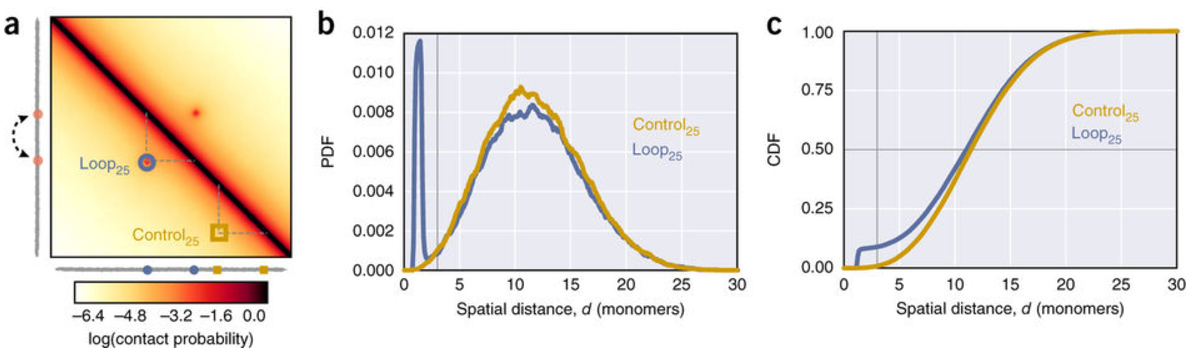 a
Loop25
Control25
−6.4 −4.8 −3.2 −1.6 0.0
log(contact probability)
b
0.012
0.010
0.008
0.006
0.004
0.002
0.000
PDF
Control25
Loop25
0 5 10 15 20 25 30
Spatial distance, d (monomers)
c
1.00
0.75
0.50
0.25
0.00
CDF
Control25
Loop25
0 5 10 15 20 25 30
Spatial distance, d (monomers)